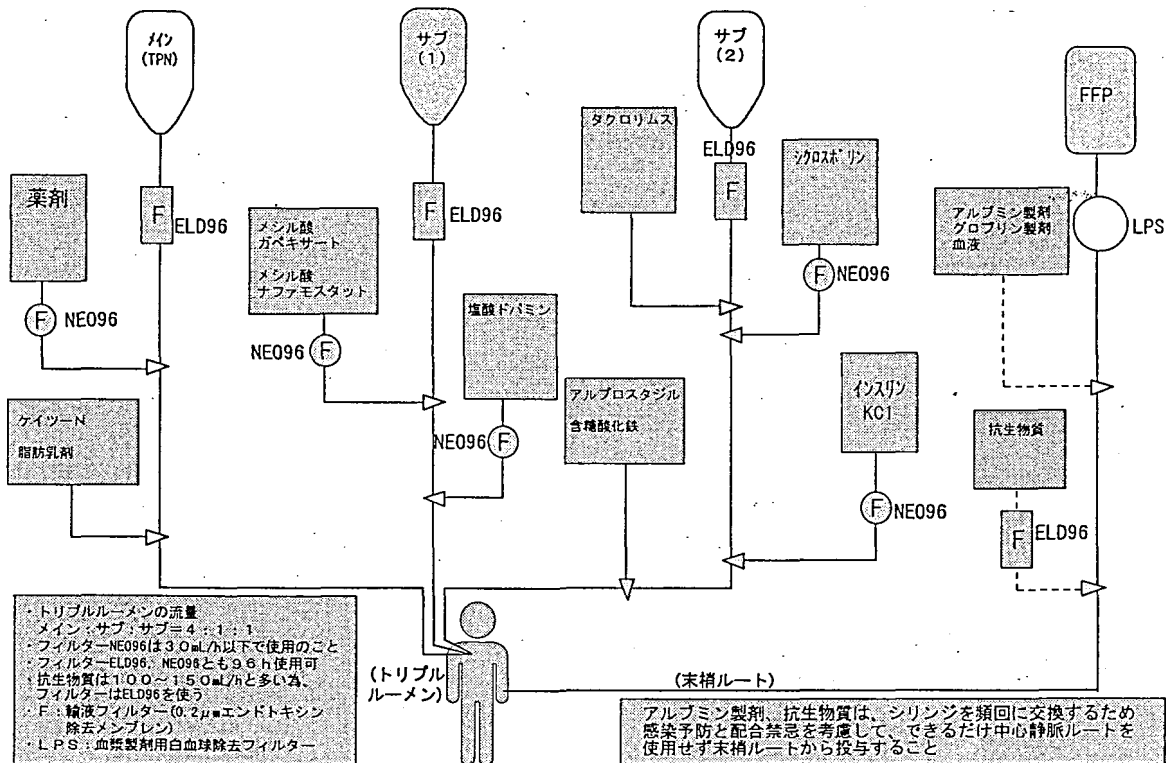 メイン
(TPN)
サブ
(1)
サブ
(2)
FFP
薬剤
F
ELD96
F
NEO96
ケイツーN
脂肪乳剤
メシル酸
ガベキサート
メシル酸
ナファモスタット
F
ELD96
NEO96
F
塩酸ドパミン
NEO96
F
タクロリムス
ELD96
F
シクロスポリン
F
NEO96
アルプロスタジル
含糖酸化鉄
インスリン
KCl
F
NEO96
アルブミン製剤
グロブリン製剤
血液
LPS
抗生物質
F
ELD96
・トリプルルーメンの流量
メイン:サブ:サブ=4:1:1
・フィルターNEO96は30mL/h以下で使用のこと
・フィルターELD96、NEO96とも96h使用可
・抗生物質は100~150mL/hと多い為、
フィルターはELD96を使う
・F:輸液フィルター(0.2μmエンドトキシン
除去メンブレン)
・LPS:血漿製剤用白血球除去フィルター
(トリプル
ルーメン)
(末梢ルート)
アルブミン製剤、抗生物質は、シリンジを頻回に交換するため
感染予防と配合禁忌を考慮して、できるだけ中心静脈ルートを
使用せず末梢ルートから投与すること